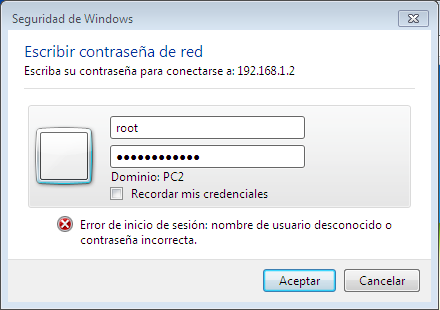 Seguridad de Windows
Escribir contraseña de red
Escriba su contraseña para conectarse a: 192.168.1.2
root
●●●●●●●●●●●●
Dominio: PC2
Recordar mis credenciales
Error de inicio de sesión: nombre de usuario desconocido o
contraseña incorrecta.
Aceptar
Cancelar